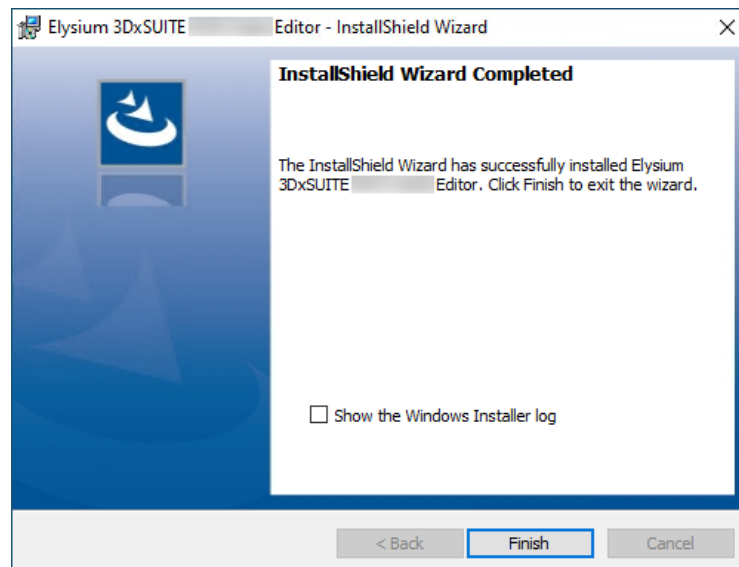 Elysium 3DxSUITE Editor - InstallShield Wizard
InstallShield Wizard Completed
The InstallShield Wizard has successfully installed Elysium
3DxSUITE Editor. Click Finish to exit the wizard.
Show the Windows Installer log
< Back Finish Cancel